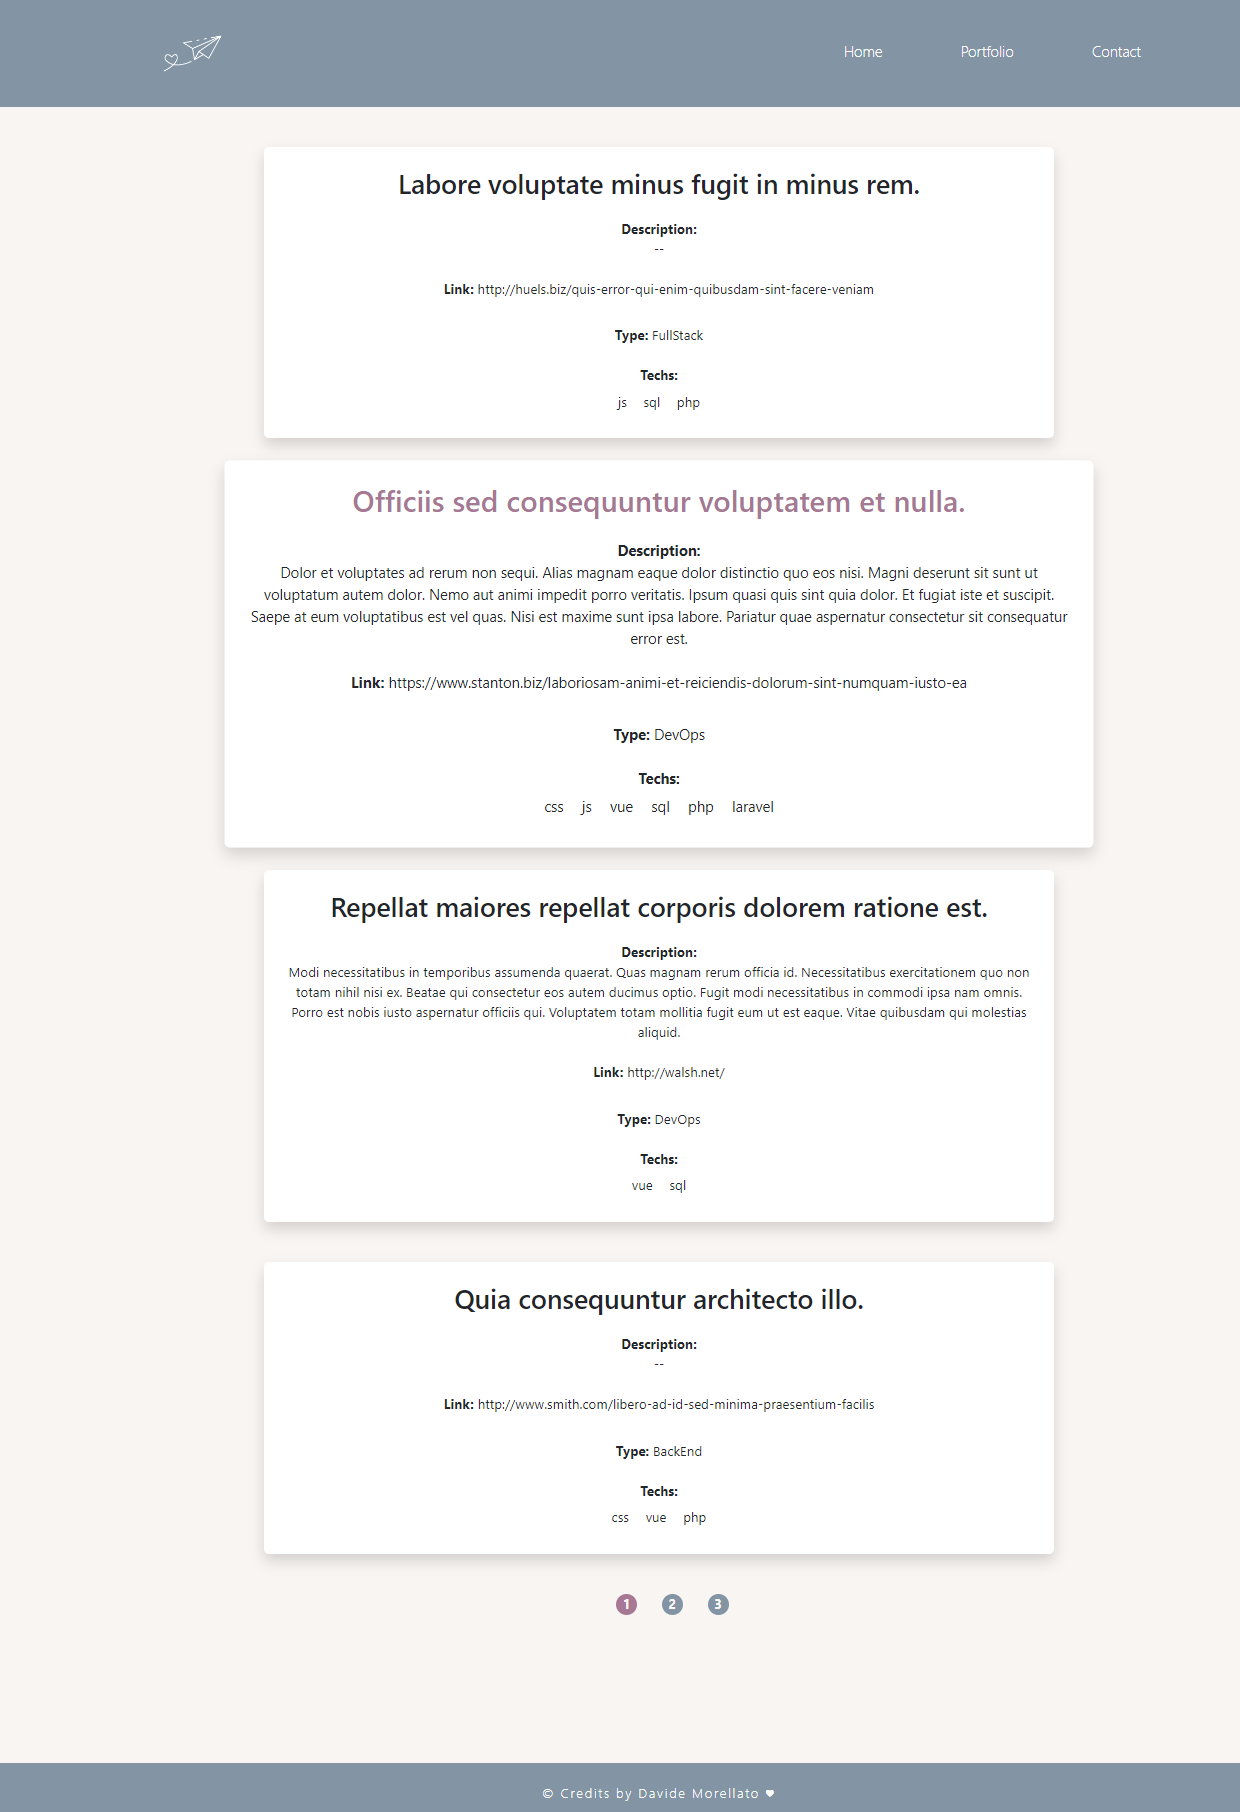 Home Portfolio Contact
Labore voluptate minus fugit in minus rem.
Description:
--
Link: http://huels.biz/quis-error-qui-enim-quibusdam-sint-facere-veniam
Type: FullStack
Techs:
js sql php
Officiis sed consequuntur voluptatem et nulla.
Description:
Dolor et voluptates ad rerum non sequi. Alias magnam eaque dolor distinctio quo eos nisi. Magni deserunt sit sunt ut
voluptatum autem dolor. Nemo aut animi impedit porro veritatis. Ipsum quasi quis sint quia dolor. Et fugiat iste et suscipit.
Saepe at eum voluptatibus est vel quas. Nisi est maxime sunt ipsa labore. Pariatur quae aspernatur consectetur sit consequatur
error est.
Link: https://www.stanton.biz/laboriosam-animi-et-reiciendis-dolorum-sint-numquam-iusto-ea
Type: DevOps
Techs:
css js vue sql php laravel
Repellat maiores repellat corporis dolorem ratione est.
Description:
Modi necessitatibus in temporibus assumenda quaerat. Quas magnam rerum officia id. Necessitatibus exercitationem quo non
totam nihil nisi ex. Beatae qui consectetur eos autem ducimus optio. Fugit modi necessitatibus in commodi ipsa nam omnis.
Porro est nobis iusto aspernatur officiis qui. Voluptatem totam mollitia fugit eum ut est eaque. Vitae quibusdam qui molestias
aliquid.
Link: http://walsh.net/
Type: DevOps
Techs:
vue sql
Quia consequuntur architecto illo.
Description:
--
Link: http://www.smith.com/libero-ad-id-sed-minima-praesentium-facilis
Type: BackEnd
Techs:
css vue php
1 2 3
© Credits by Davide Morellato ♥